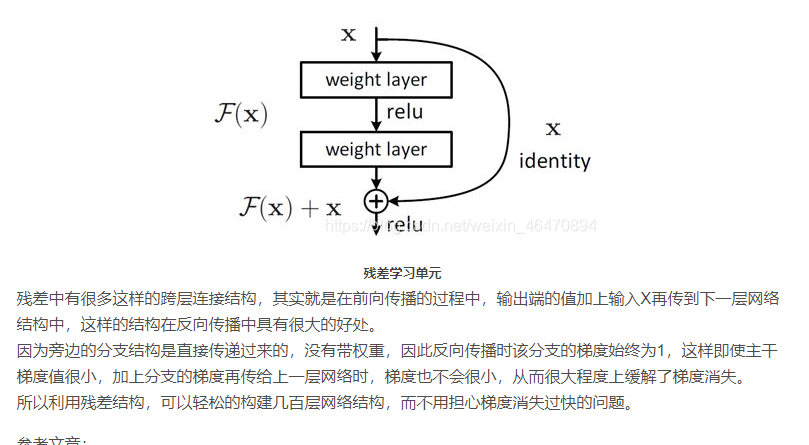 x
weight layer
relu
F(x)
weight layer
x
identity
F(x) + x
relu
https://blog.csdn.net/weixin_46470894
残差学习单元
残差中有很多这样的跨层连接结构，其实就是在前向传播的过程中，输出端的值加上输入X再传到下一层网络
结构中，这样的结构在反向传播中具有很大的好处。
因为旁边的分支结构是直接传递过来的，没有带权重，因此反向传播时该分支的梯度始终为1，这样即使主干
梯度值很小，加上分支的梯度再传给上一层网络时，梯度也不会很小，从而很大程度上缓解了梯度消失。
所以利用残差结构，可以轻松的构建几百层网络结构，而不用担心梯度消失过快的问题。
参考文章：